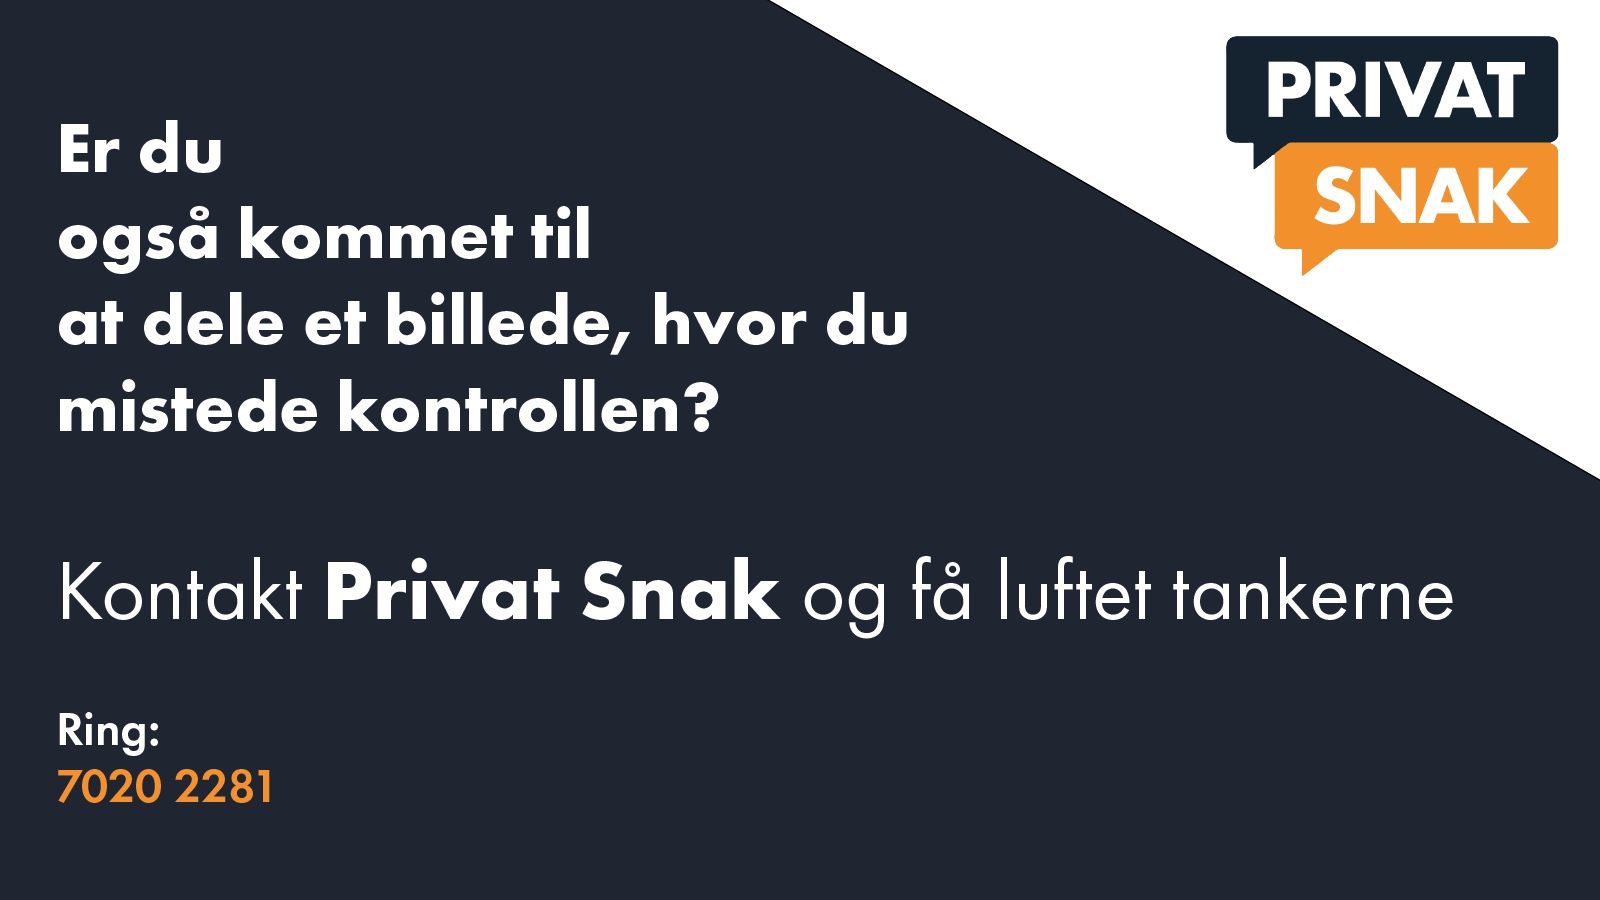 PRIVAT
SNAK
Er du
også kommet til
at dele et billede, hvor du
mistede kontrollen?
Kontakt Privat Snak og få luftet tankerne
Ring:
7020 2281